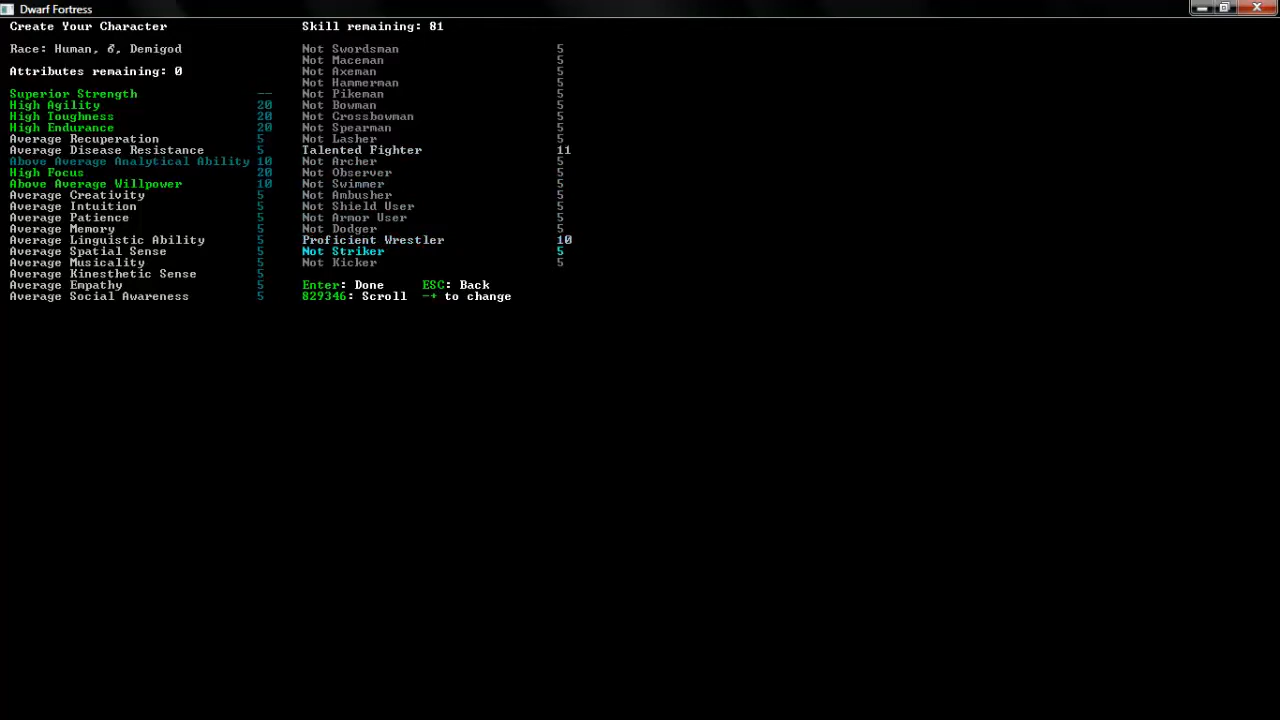 Dwarf Fortress
Create Your Character
Race: Human, ♂, Demigod
Attributes remaining: 0
Superior Strength --
High Agility 20
High Toughness 20
High Endurance 20
Average Recuperation 5
Average Disease Resistance 5
Above Average Analytical Ability 10
High Focus 20
Above Average Willpower 10
Average Creativity 5
Average Intuition 5
Average Patience 5
Average Memory 5
Average Linguistic Ability 5
Average Spatial Sense 5
Average Musicality 5
Average Kinesthetic Sense 5
Average Empathy 5
Average Social Awareness 5
Skill remaining: 81
Not Swordsman 5
Not Maceman 5
Not Axeman 5
Not Hammerman 5
Not Pikeman 5
Not Bowman 5
Not Crossbowman 5
Not Spearman 5
Not Lasher 5
Talented Fighter 11
Not Archer 5
Not Observer 5
Not Swimmer 5
Not Ambusher 5
Not Shield User 5
Not Armor User 5
Not Dodger 5
Proficient Wrestler 10
Not Striker 5
Not Kicker 5
Enter: Done ESC: Back
829346: Scroll -+ to change